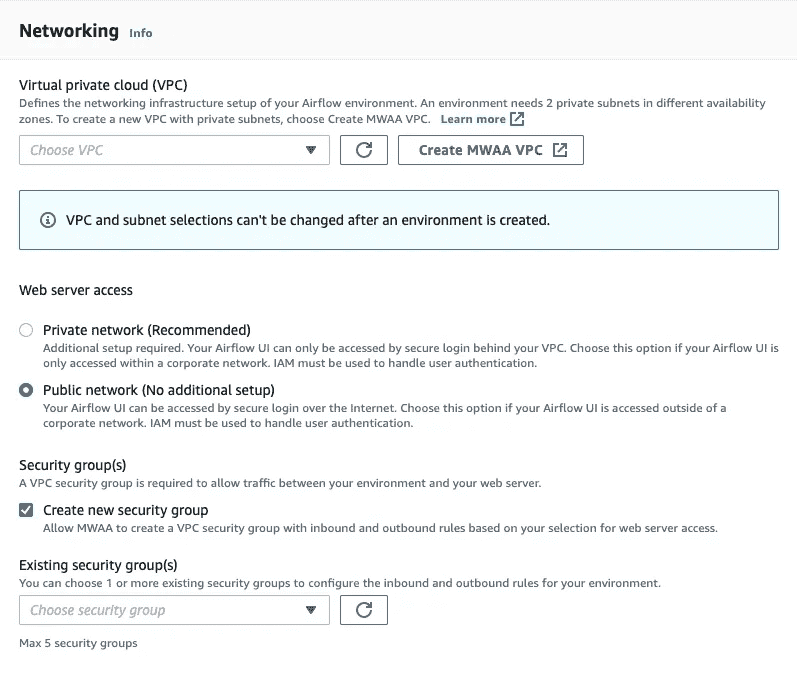 Networking Info
Virtual private cloud (VPC)
Defines the networking infrastructure setup of your Airflow environment. An environment needs 2 private subnets in different availability
zones. To create a new VPC with private subnets, choose Create MWAA VPC. Learn more
Choose VPC
Create MWAA VPC
VPC and subnet selections can't be changed after an environment is created.
Web server access
Private network (Recommended)
Additional setup required. Your Airflow UI can only be accessed by secure login behind your VPC. Choose this option if your Airflow UI is
only accessed within a corporate network. IAM must be used to handle user authentication.
Public network (No additional setup)
Your Airflow UI can be accessed by secure login over the Internet. Choose this option if your Airflow UI is accessed outside of a
corporate network. IAM must be used to handle user authentication.
Security group(s)
A VPC security group is required to allow traffic between your environment and your web server.
Create new security group
Allow MWAA to create a VPC security group with inbound and outbound rules based on your selection for web server access.
Existing security group(s)
You can choose 1 or more existing security groups to configure the inbound and outbound rules for your environment.
Choose security group
Max 5 security groups